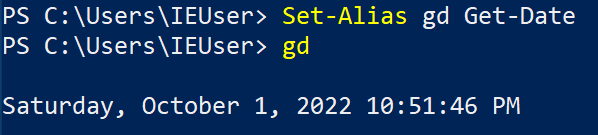 PS C:\Users\IEUser> Set-Alias gd Get-Date
PS C:\Users\IEUser> gd
Saturday, October 1, 2022 10:51:46 PM